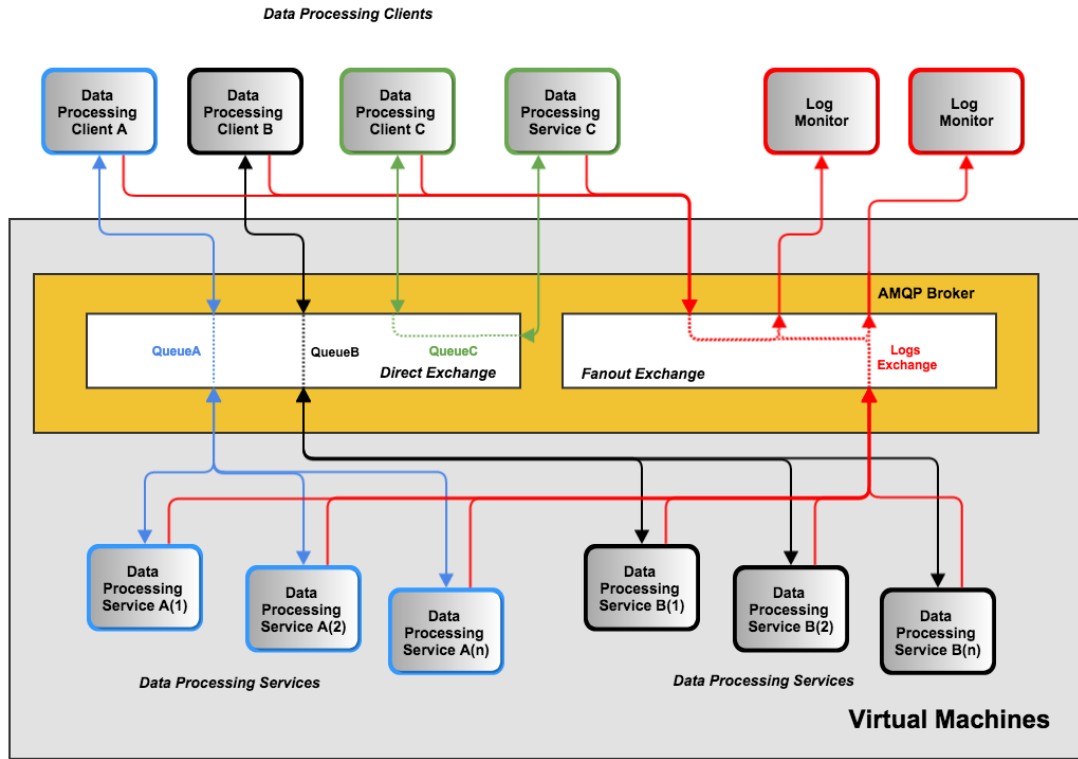 Data Processing Clients
Data
Processing
Client A
Data
Processing
Client B
Data
Processing
Client C
Data
Processing
Service C
Log
Monitor
Log
Monitor
AMQP Broker
QueueA
QueueB
QueueC
Direct Exchange
Logs
Exchange
Fanout Exchange
Data
Processing
Service A(1)
Data
Processing
Service A(2)
Data
Processing
Service A(n)
Data
Processing
Service B(1)
Data
Processing
Service B(2)
Data
Processing
Service B(n)
Data Processing Services
Data Processing Services
Virtual Machines